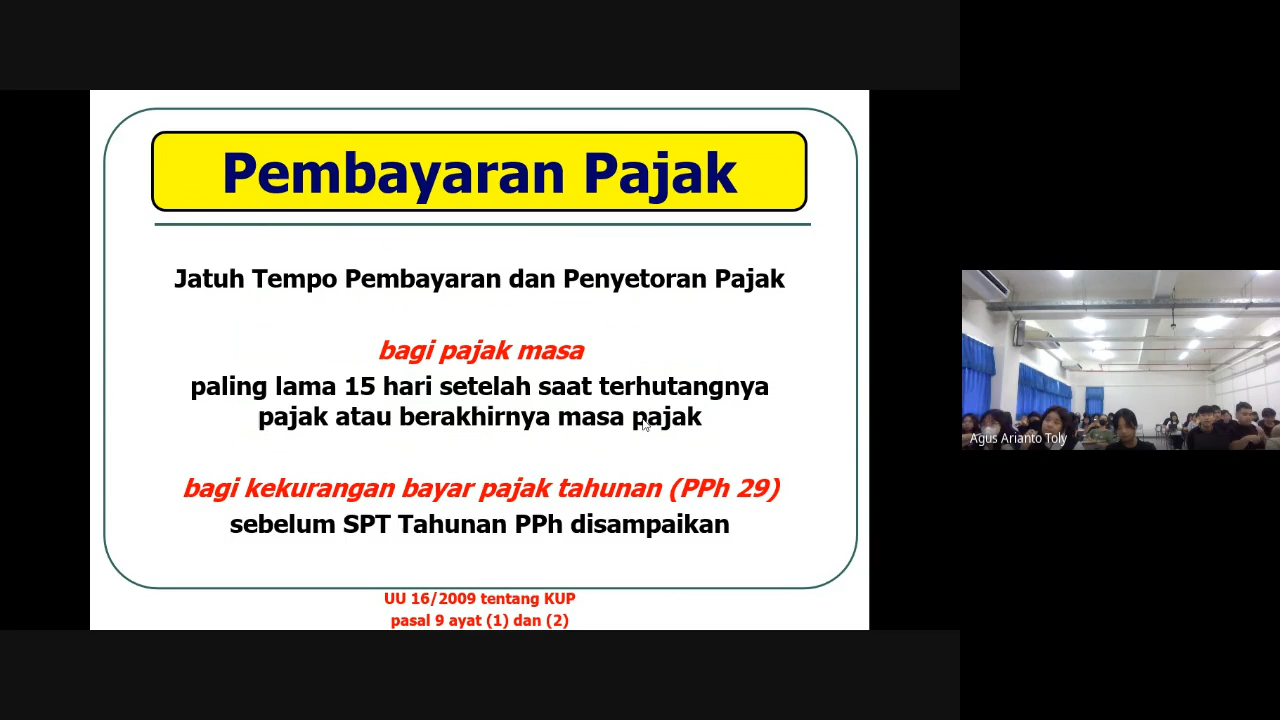 Pembayaran Pajak
Jatuh Tempo Pembayaran dan Penyetoran Pajak
bagi pajak masa
paling lama 15 hari setelah saat terhutangnya
pajak atau berakhirnya masa pajak
bagi kekurangan bayar pajak tahunan (PPh 29)
sebelum SPT Tahunan PPh disampaikan
UU 16/2009 tentang KUP
pasal 9 ayat (1) dan (2)
Agus Arianto Toly